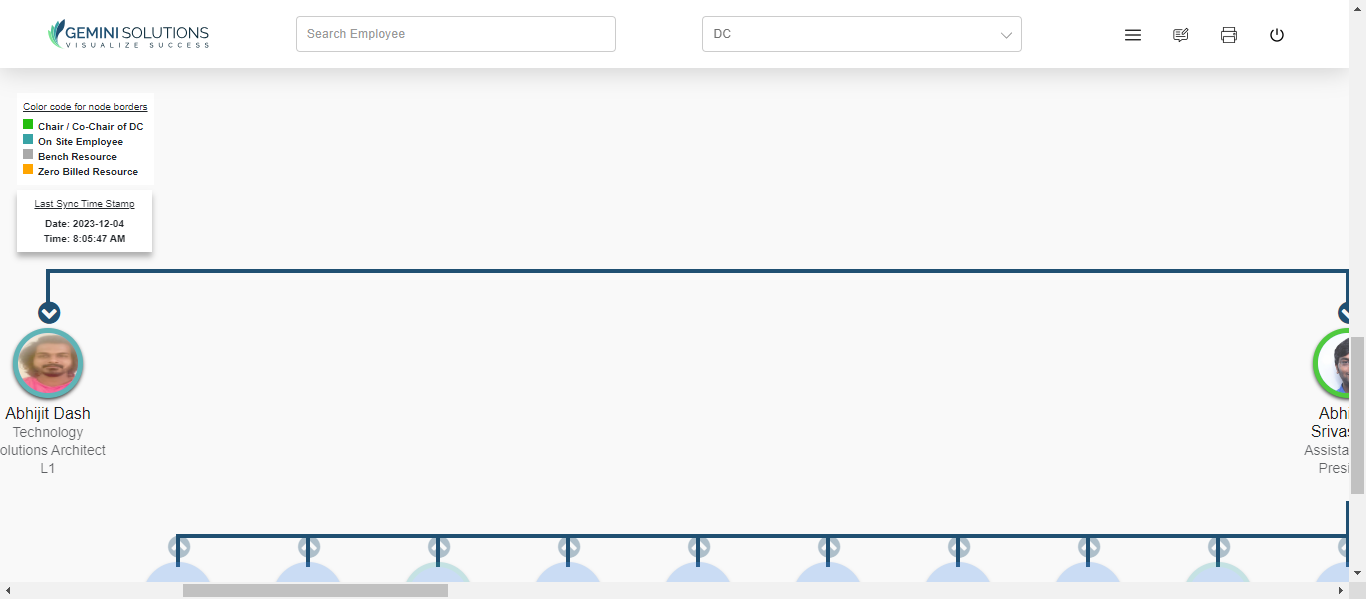 GEMINI SOLUTIONS
VISUALIZE SUCCESS
Search Employee
DC
Color code for node borders
Chair / Co-Chair of DC
On Site Employee
Bench Resource
Zero Billed Resource
Last Sync Time Stamp
Date: 2023-12-04
Time: 8:05:47 AM
Abhijit Dash
Technology
olutions Architect
L1
Abhi
Srivas
Assista
Presi